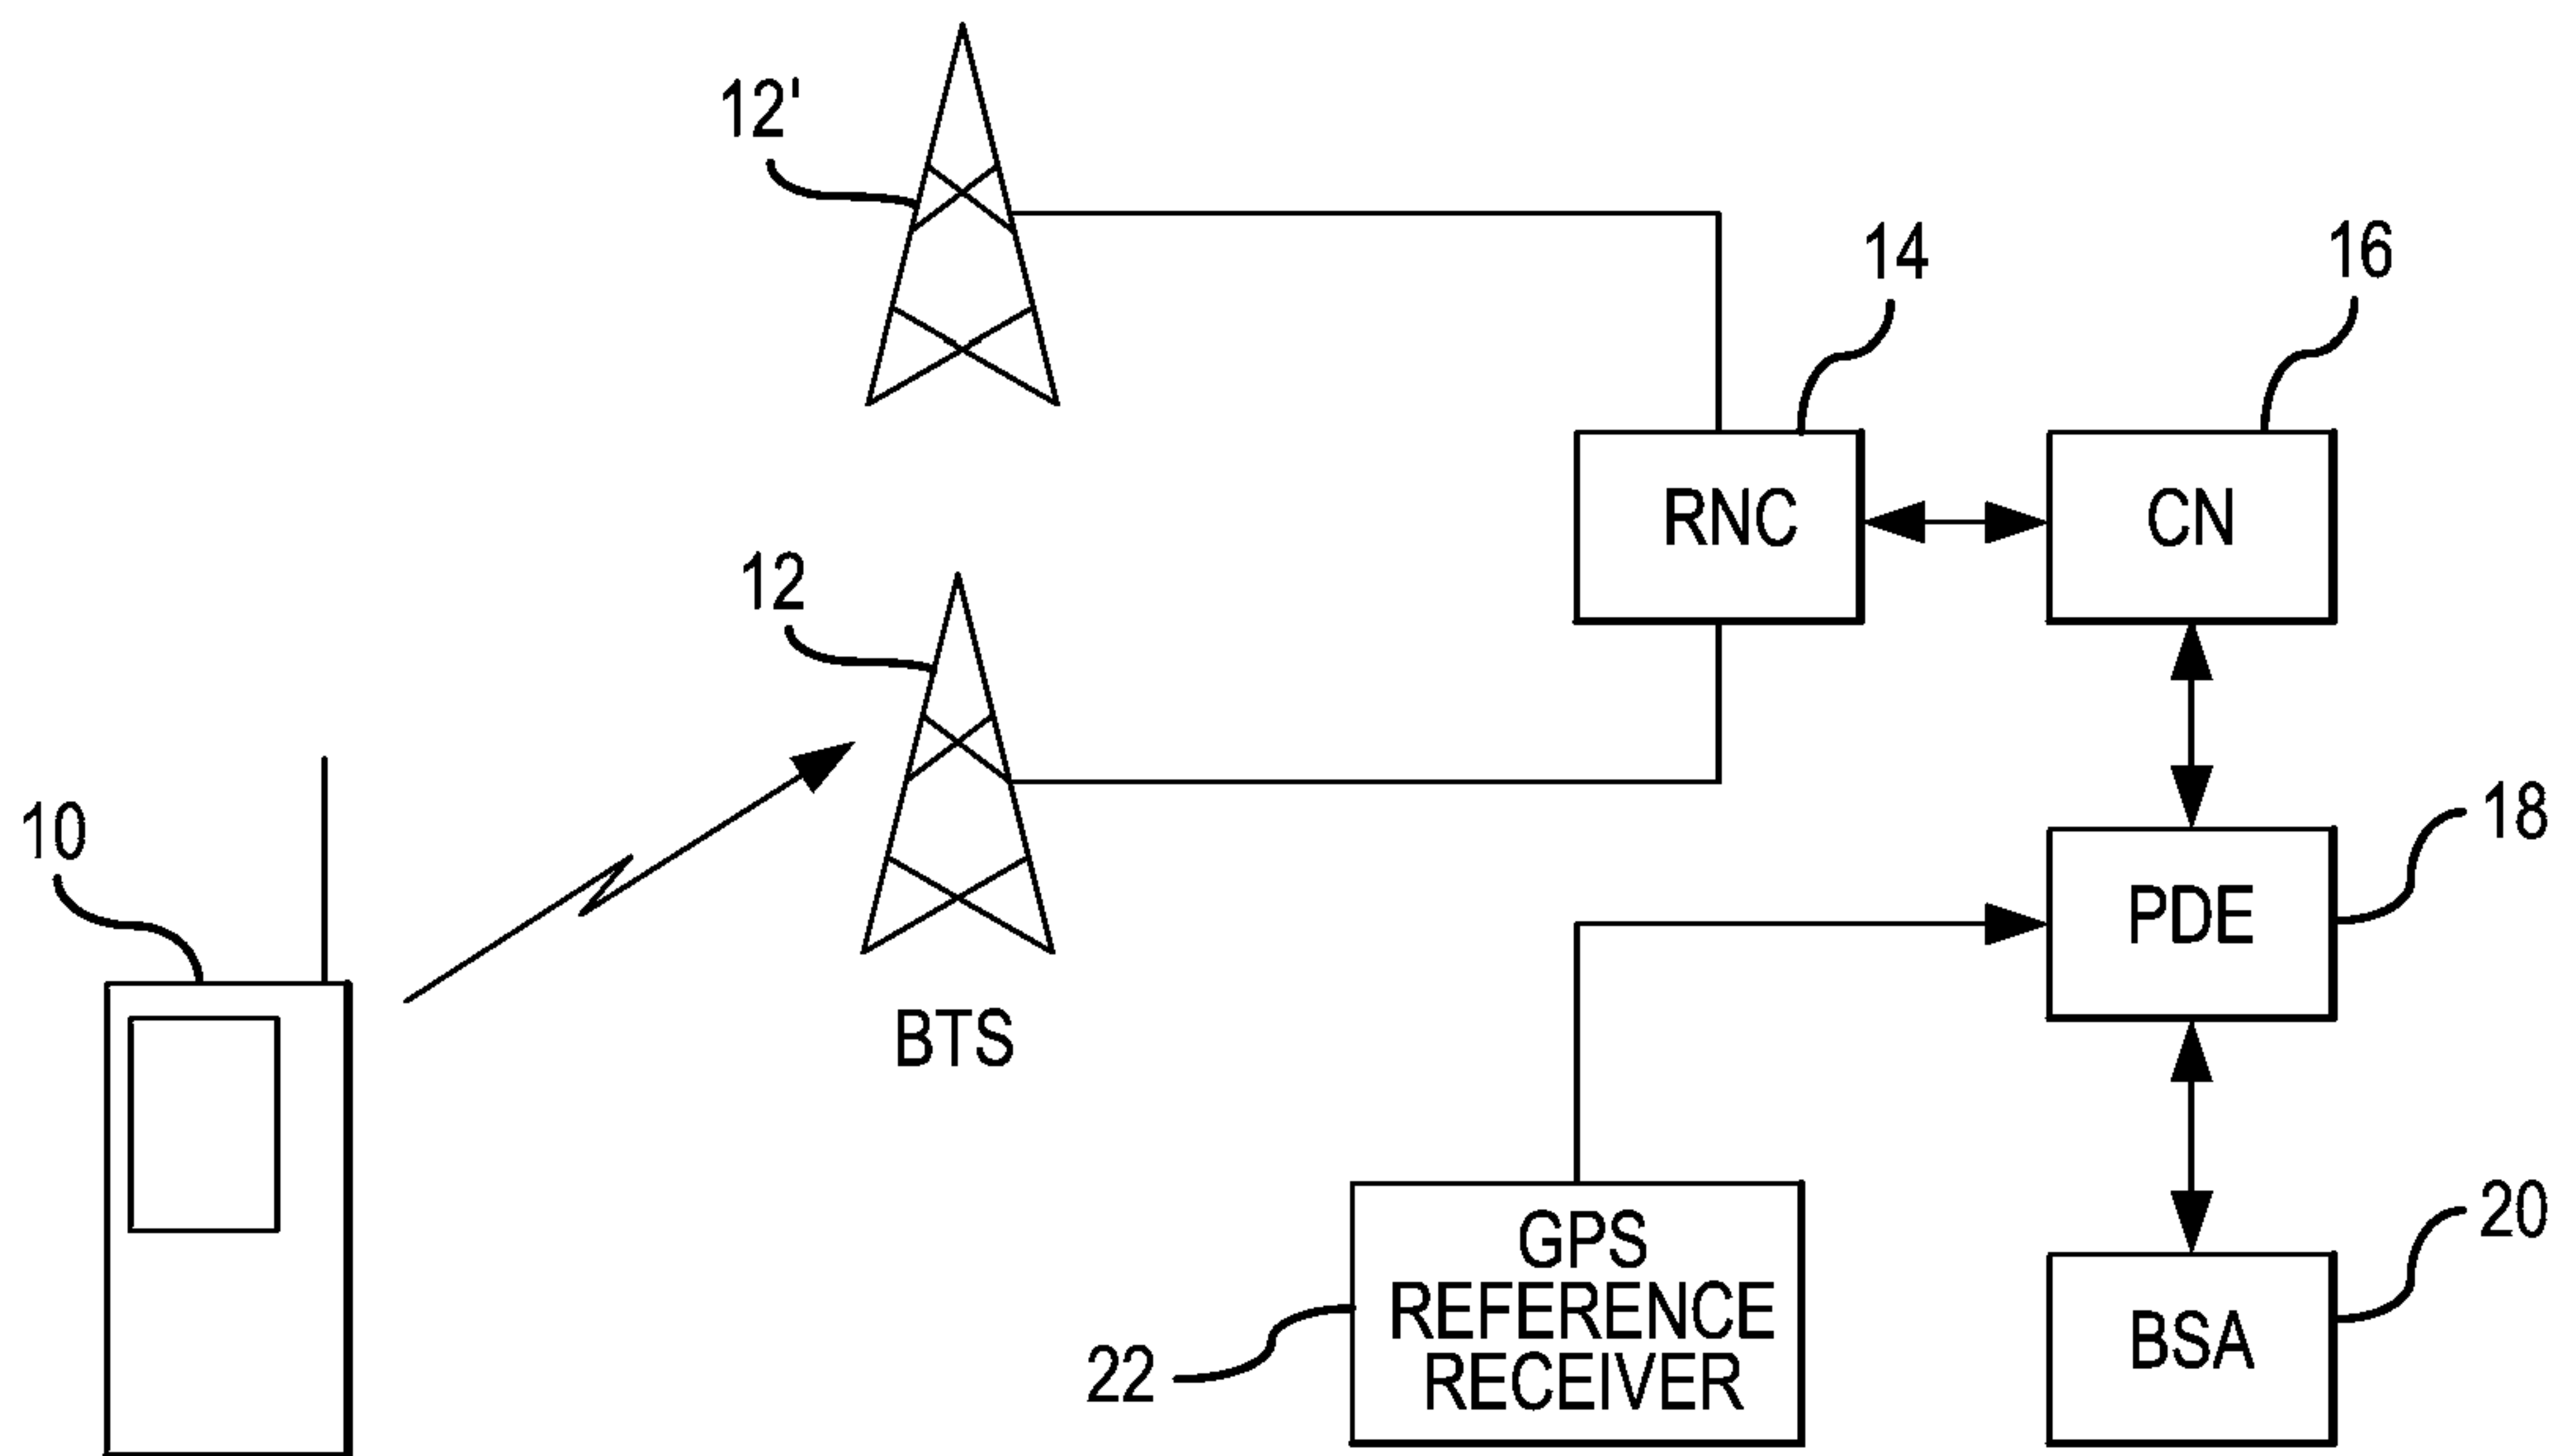 12'
14
16
RNC
CN
12
10
18
PDE
BTS
20
GPS
REFERENCE
RECEIVER
BSA
22